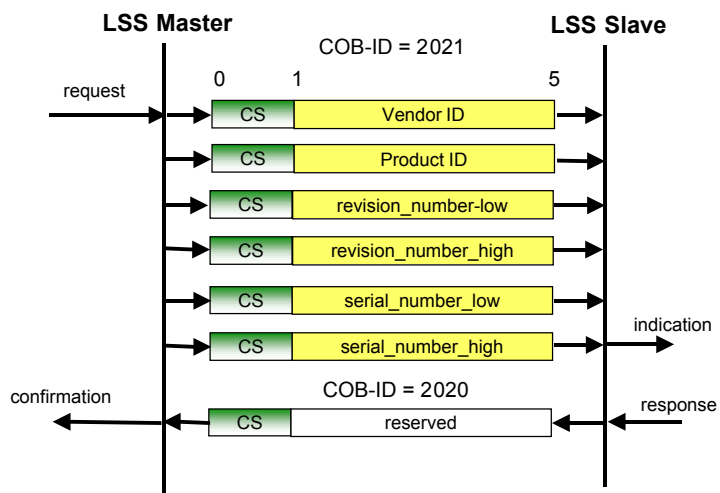 LSS Master
LSS Slave
COB-ID = 2021
0 1 5
request
CS Vendor ID
CS Product ID
CS revision_number-low
CS revision_number_high
CS serial_number_low
CS serial_number_high
indication
COB-ID = 2020
confirmation
CS reserved
response